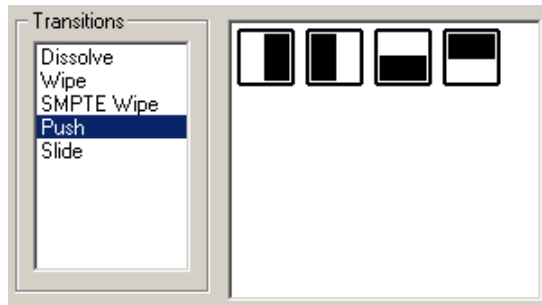 Transitions
Dissolve
Wipe
SMPTE Wipe
Push
Slide